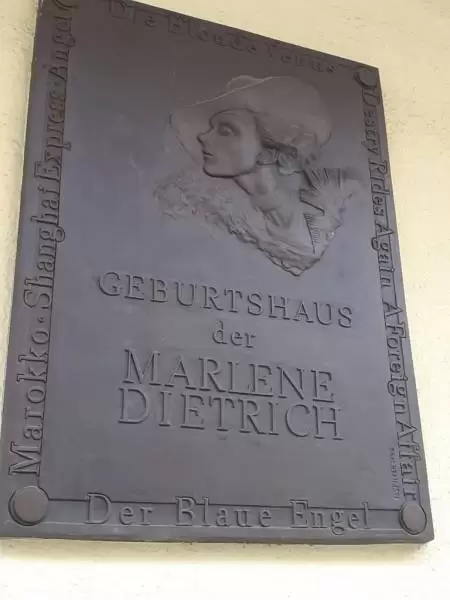 Die Blonde Venus
Marokko · Shanghai Express · Angel
Destry Rides Again A Foreign Affair
GEBURTSHAUS
der
MARLENE
DIETRICH
Der Blaue Engel